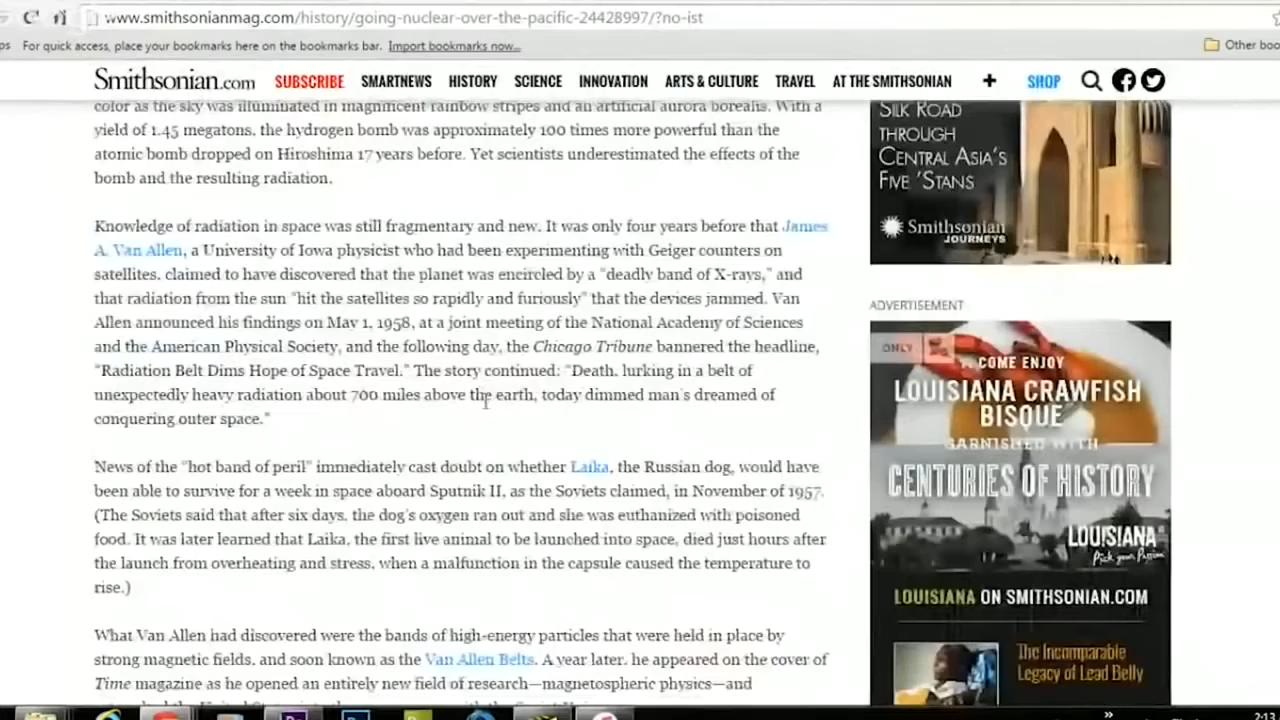 www.smithsonianmag.com/history/going-nuclear-over-the-pacific-24428997/?no-ist
For quick access, place your bookmarks here on the bookmarks bar. Import bookmarks now...
Other boo
Smithsonian.com SUBSCRIBE SMARTNEWS HISTORY SCIENCE INNOVATION ARTS & CULTURE TRAVEL AT THE SMITHSONIAN + SHOP
color as the sky was illuminated in magnificent rainbow stripes and an artificial aurora borealis. With a
yield of 1.45 megatons, the hydrogen bomb was approximately 100 times more powerful than the
atomic bomb dropped on Hiroshima 17 years before. Yet scientists underestimated the effects of the
bomb and the resulting radiation.
Knowledge of radiation in space was still fragmentary and new. It was only four years before that James
A. Van Allen, a University of Iowa physicist who had been experimenting with Geiger counters on
satellites, claimed to have discovered that the planet was encircled by a "deadly band of X-rays," and
that radiation from the sun "hit the satellites so rapidly and furiously" that the devices jammed. Van
Allen announced his findings on May 1, 1958, at a joint meeting of the National Academy of Sciences
and the American Physical Society, and the following day, the Chicago Tribune bannered the headline,
"Radiation Belt Dims Hope of Space Travel." The story continued: "Death, lurking in a belt of
unexpectedly heavy radiation about 700 miles above the earth, today dimmed man's dreamed of
conquering outer space."
News of the "hot band of peril" immediately cast doubt on whether Laika, the Russian dog, would have
been able to survive for a week in space aboard Sputnik II, as the Soviets claimed, in November of 1957.
(The Soviets said that after six days, the dog's oxygen ran out and she was euthanized with poisoned
food. It was later learned that Laika, the first live animal to be launched into space, died just hours after
the launch from overheating and stress, when a malfunction in the capsule caused the temperature to
rise.)
What Van Allen had discovered were the bands of high-energy particles that were held in place by
strong magnetic fields, and soon known as the Van Allen Belts. A year later, he appeared on the cover of
Time magazine as he opened an entirely new field of research—magnetospheric physics—and
SILK ROAD
THROUGH
CENTRAL ASIA'S
FIVE 'STANS
Smithsonian
JOURNEYS
ADVERTISEMENT
ONLY
COME ENJOY
LOUISIANA CRAWFISH
BISQUE
GARNISHED WITH
CENTURIES OF HISTORY
LOUISIANA
Pick your Passion
LOUISIANA ON SMITHSONIAN.COM
The Incomparable
Legacy of Lead Belly